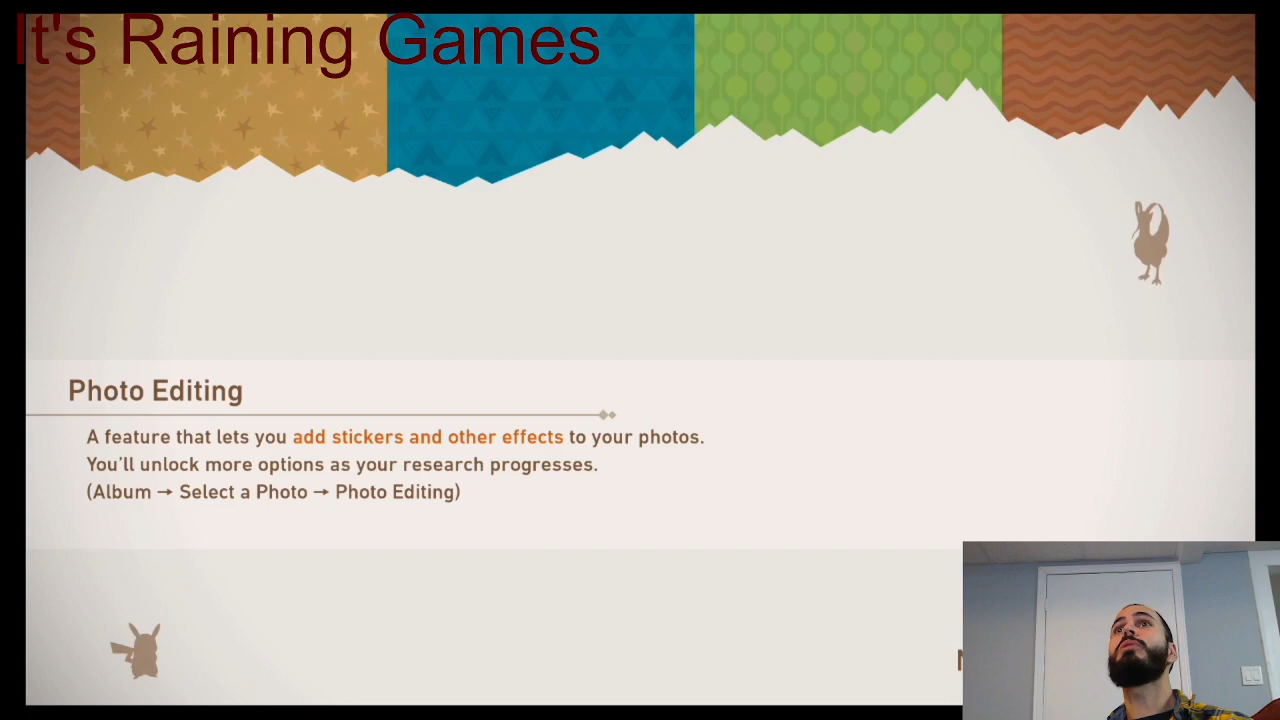 It's Raining Games
Photo Editing
A feature that lets you add stickers and other effects to your photos.
You'll unlock more options as your research progresses.
(Album → Select a Photo → Photo Editing)